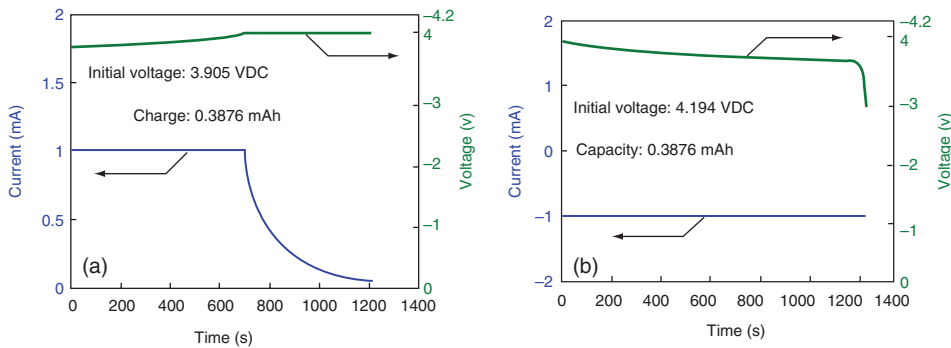 2
1.5
1
0.5
0
Current (mA)
Initial voltage: 3.905 VDC
Charge: 0.3876 mAh
(a)
0 200 400 600 800 1000 1200 1400
Time (s)
–4.2
4
–3
–2
–1
0
Voltage (v)
2
1
0
–1
–2
Current (mA)
Initial voltage: 4.194 VDC
Capacity: 0.3876 mAh
(b)
0 200 400 600 800 1000 1200 1400
Time (s)
–4.2
4
–3
–2
–1
0
Voltage (v)